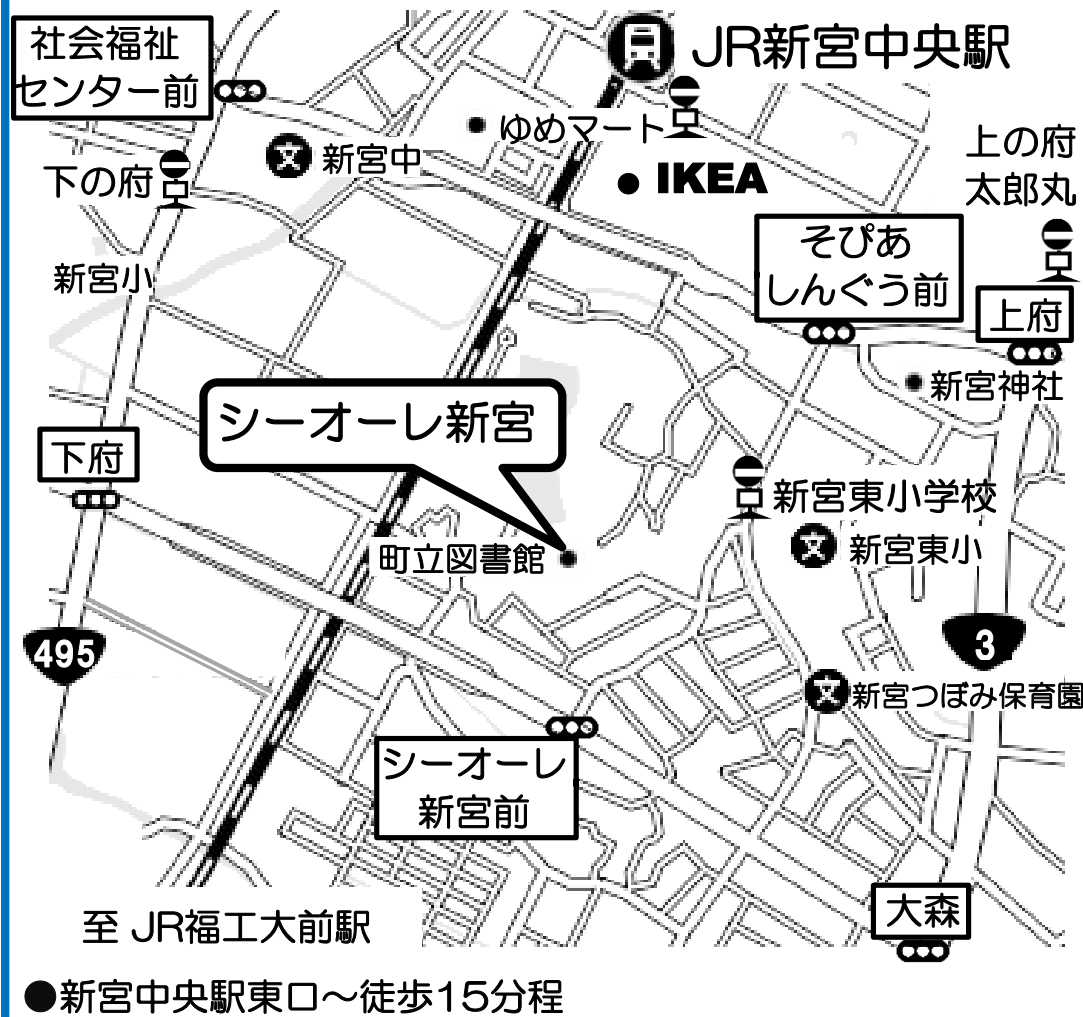 社会福祉
センター前
JR新宮中央駅
ゆめマート
新宮中
IKEA
上の府
太郎丸
下の府
そぴあ
しんぐう前
新宮小
上府
新宮神社
シーオーレ新宮
下府
新宮東小学校
町立図書館
新宮東小
495
3
新宮つぼみ保育園
シーオーレ
新宮前
大森
至 JR福工大前駅
●新宮中央駅東口～徒歩15分程